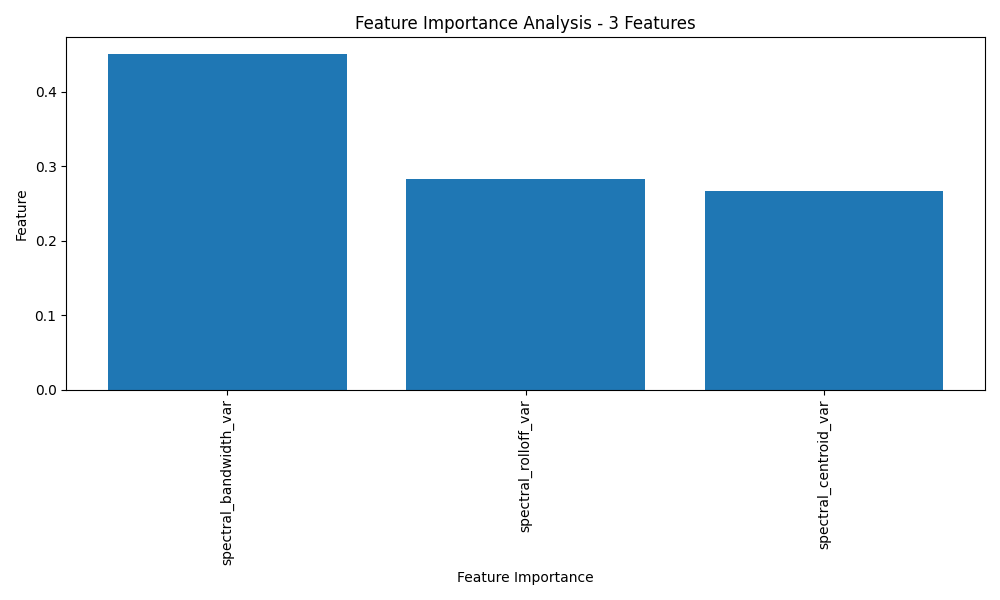 Feature Importance Analysis - 3 Features
Feature
0.4
0.3
0.2
0.1
0.0
spectral_bandwidth_var
spectral_rolloff_var
spectral_centroid_var
Feature Importance